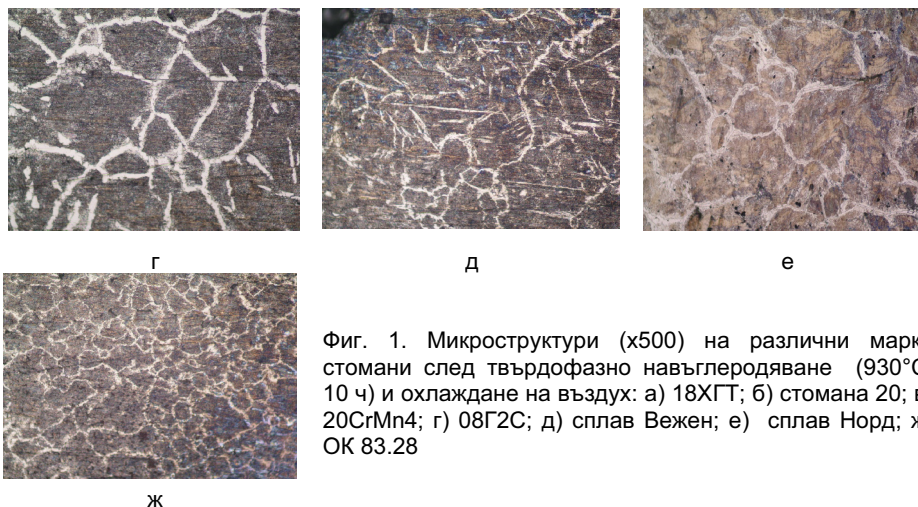 г д е
Фиг. 1. Микроструктури (х500) на различни марк
стомани след твърдофазно навъглеродяване (930°C
10 ч) и охлаждане на въздух: а) 18ХГТ; б) стомана 20; в
20CrMn4; г) 08Г2С; д) сплав Вежен; е) сплав Норд; ж
ОК 83.28
ж